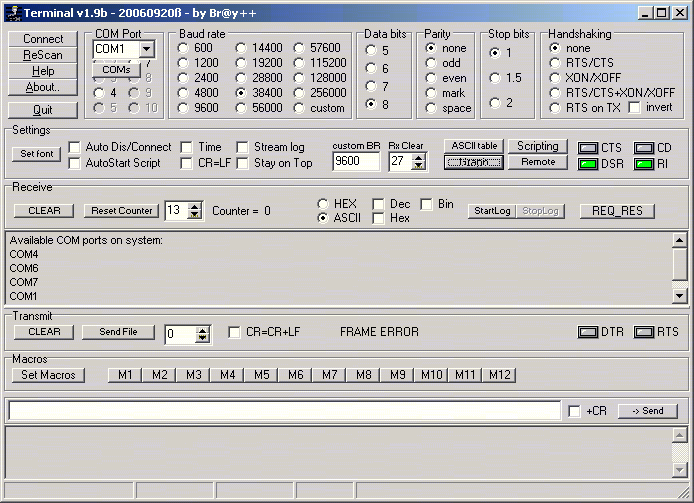 Terminal v1.9b - 20060920ß - by Br@y++
Connect
ReScan
Help
About..
Quit
COM Port
COM1
COMs
7
3 8
4 9
5 10
Baud rate
600 14400 57600
1200 19200 115200
2400 28800 128000
4800 38400 256000
9600 56000 custom
Data bits
5
6
7
8
Parity
none
odd
even
mark
space
Stop bits
1
1.5
2
Handshaking
none
RTS/CTS
XON/XOFF
RTS/CTS+XON/XOFF
RTS on TX invert
Settings
Set font
Auto Dis/Connect Time Stream log
AutoStart Script CR=LF Stay on Top
custom BR Rx Clear
9600 27
ASCII table Scripting
Graph Remote
CTS CD
DSR RI
Receive
CLEAR Reset Counter 13 Counter = 0
HEX Dec Bin
ASCII Hex
StartLog StopLog REQ_RES
Available COM ports on system:
COM4
COM6
COM7
COM1
Transmit
CLEAR Send File 0 CR=CR+LF FRAME ERROR DTR RTS
Macros
Set Macros M1 M2 M3 M4 M5 M6 M7 M8 M9 M10 M11 M12
+CR -> Send